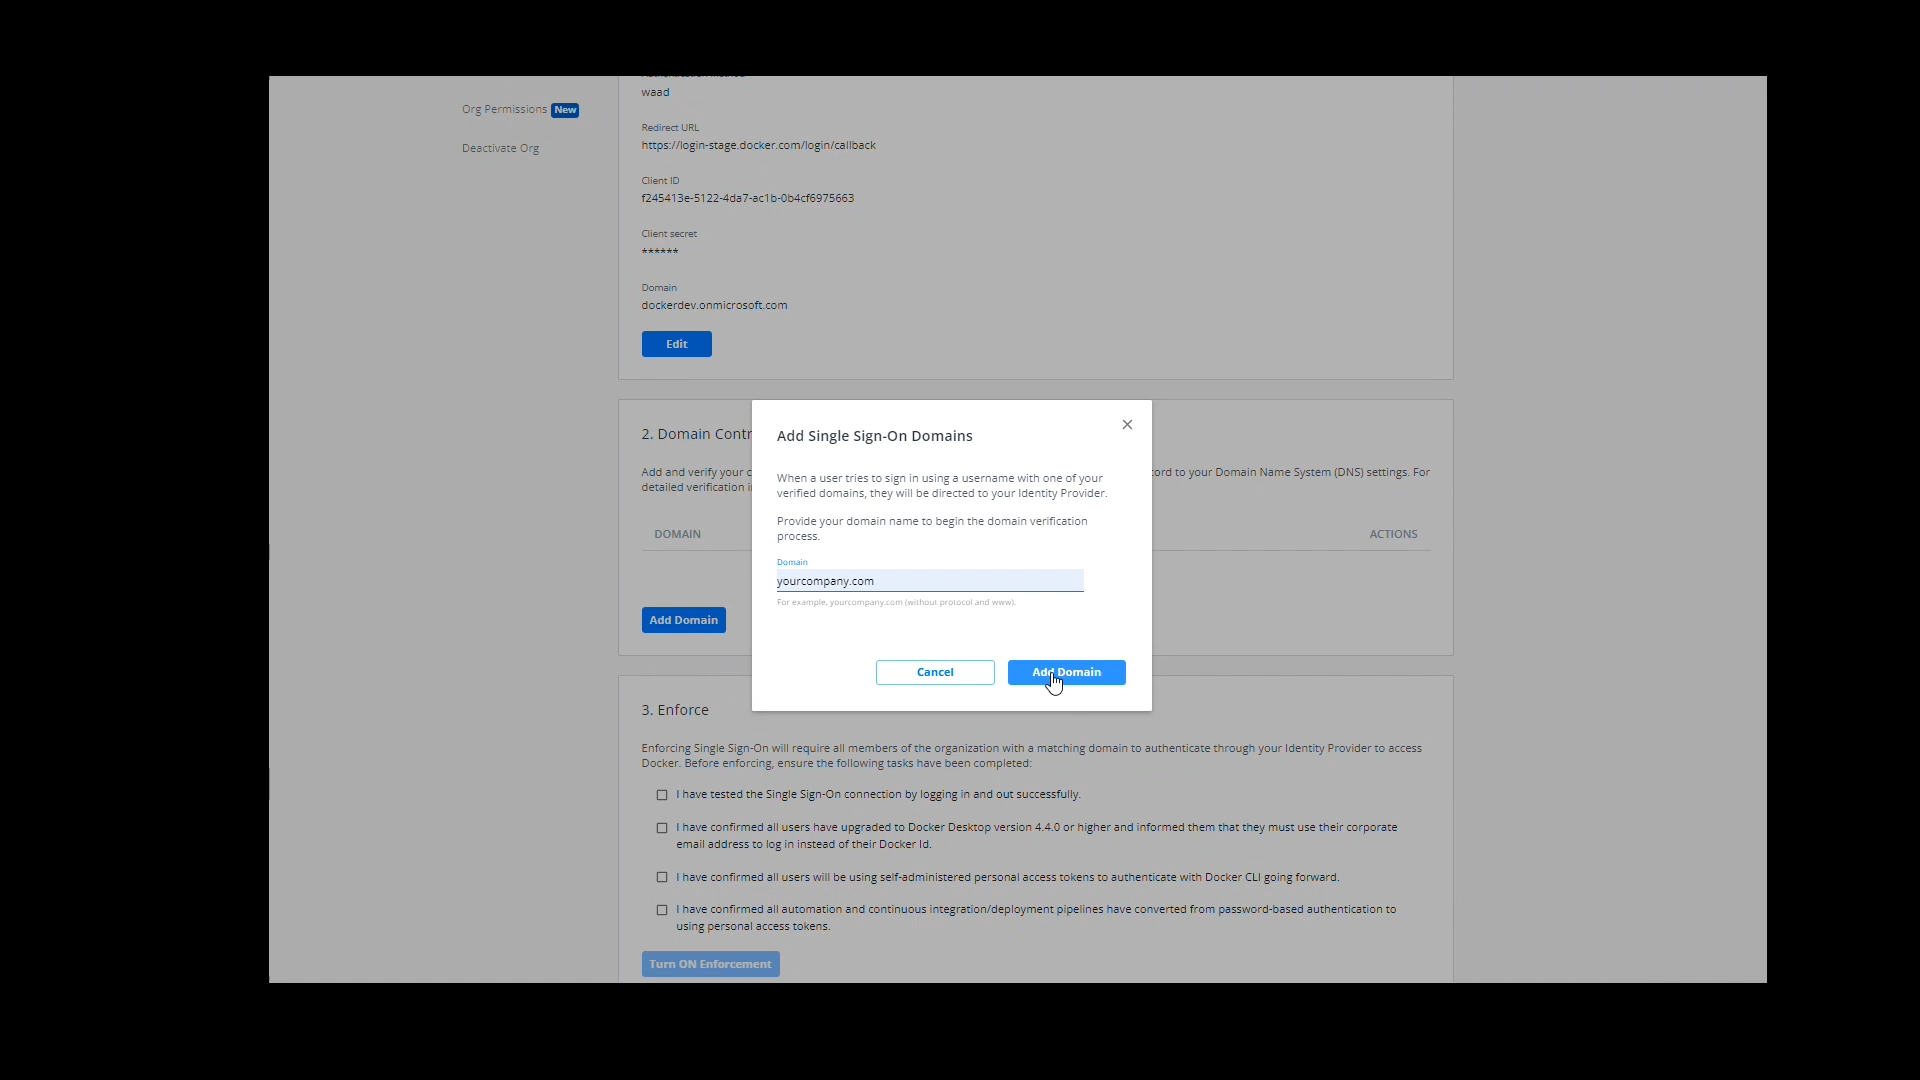 waad
Org Permissions New
Redirect URL
https://login-stage.docker.com/login/callback
Deactivate Org
Client ID
f245413e-5122-4da7-ac1b-0b4cf6975663
Client secret
******
Domain
dockerdev.onmicrosoft.com
Edit
2. Domain Contr
Add and verify your c
ord to your Domain Name System (DNS) settings. For
detailed verification i
DOMAIN
ACTIONS
Add Domain
Add Single Sign-On Domains
When a user tries to sign in using a username with one of your
verified domains, they will be directed to your Identity Provider.
Provide your domain name to begin the domain verification
process.
Domain
yourcompany.com
For example, yourcompany.com (without protocol and www).
Cancel
Add Domain
3. Enforce
Enforcing Single Sign-On will require all members of the organization with a matching domain to authenticate through your Identity Provider to access
Docker. Before enforcing, ensure the following tasks have been completed:
I have tested the Single Sign-On connection by logging in and out successfully.
I have confirmed all users have upgraded to Docker Desktop version 4.4.0 or higher and informed them that they must use their corporate
email address to log in instead of their Docker Id.
I have confirmed all users will be using self-administered personal access tokens to authenticate with Docker CLI going forward.
I have confirmed all automation and continuous integration/deployment pipelines have converted from password-based authentication to
using personal access tokens.
Turn ON Enforcement